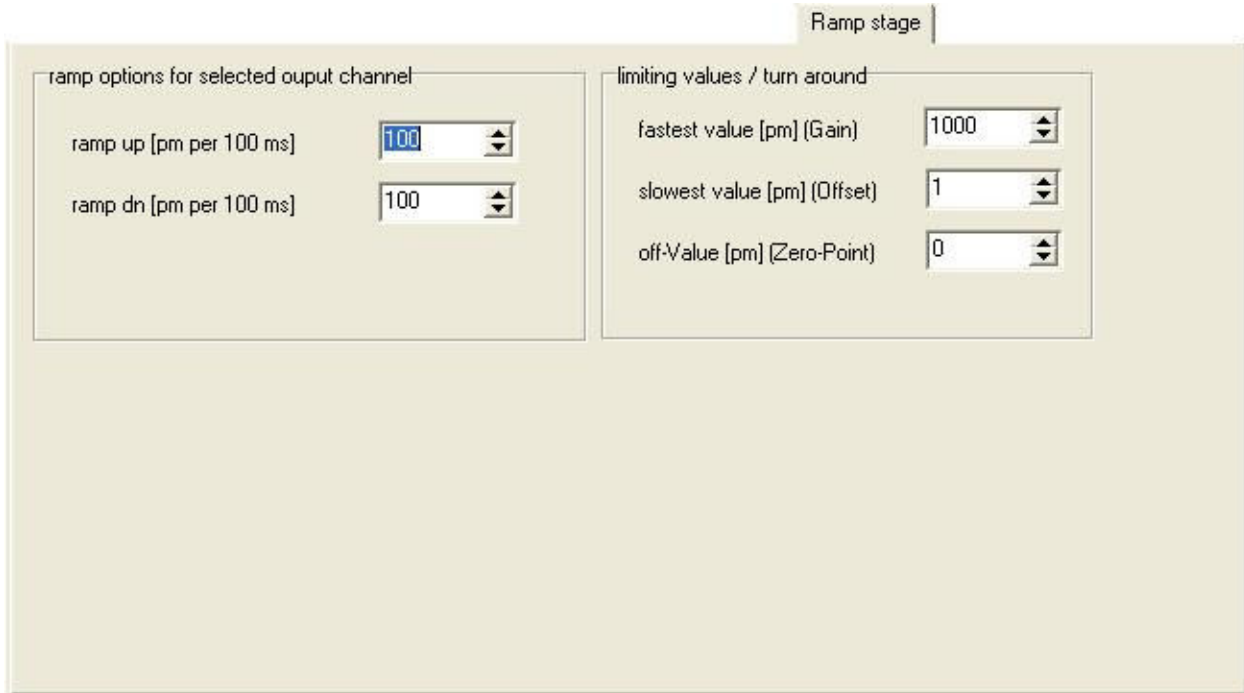 Ramp stage
ramp options for selected ouput channel
ramp up [pm per 100 ms] 100
ramp dn [pm per 100 ms] 100
limiting values / turn around
fastest value [pm] (Gain) 1000
slowest value [pm] (Offset) 1
off-Value [pm] (Zero-Point) 0